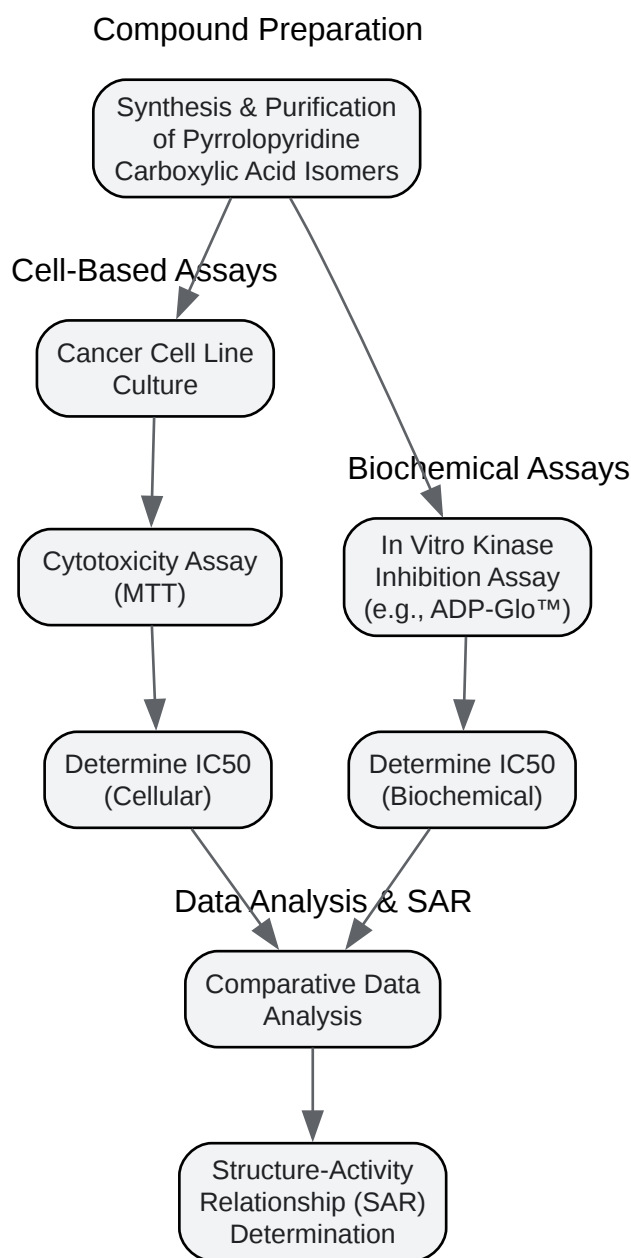 Compound Preparation
Synthesis & Purification
of Pyrrolopyridine
Carboxylic Acid Isomers
Cell-Based Assays
Cancer Cell Line
Culture
Biochemical Assays
Cytotoxicity Assay
(MTT)
In Vitro Kinase
Inhibition Assay
(e.g., ADP-Glo™)
Determine IC50
(Cellular)
Determine IC50
(Biochemical)
Data Analysis & SAR
Comparative Data
Analysis
Structure-Activity
Relationship (SAR)
Determination